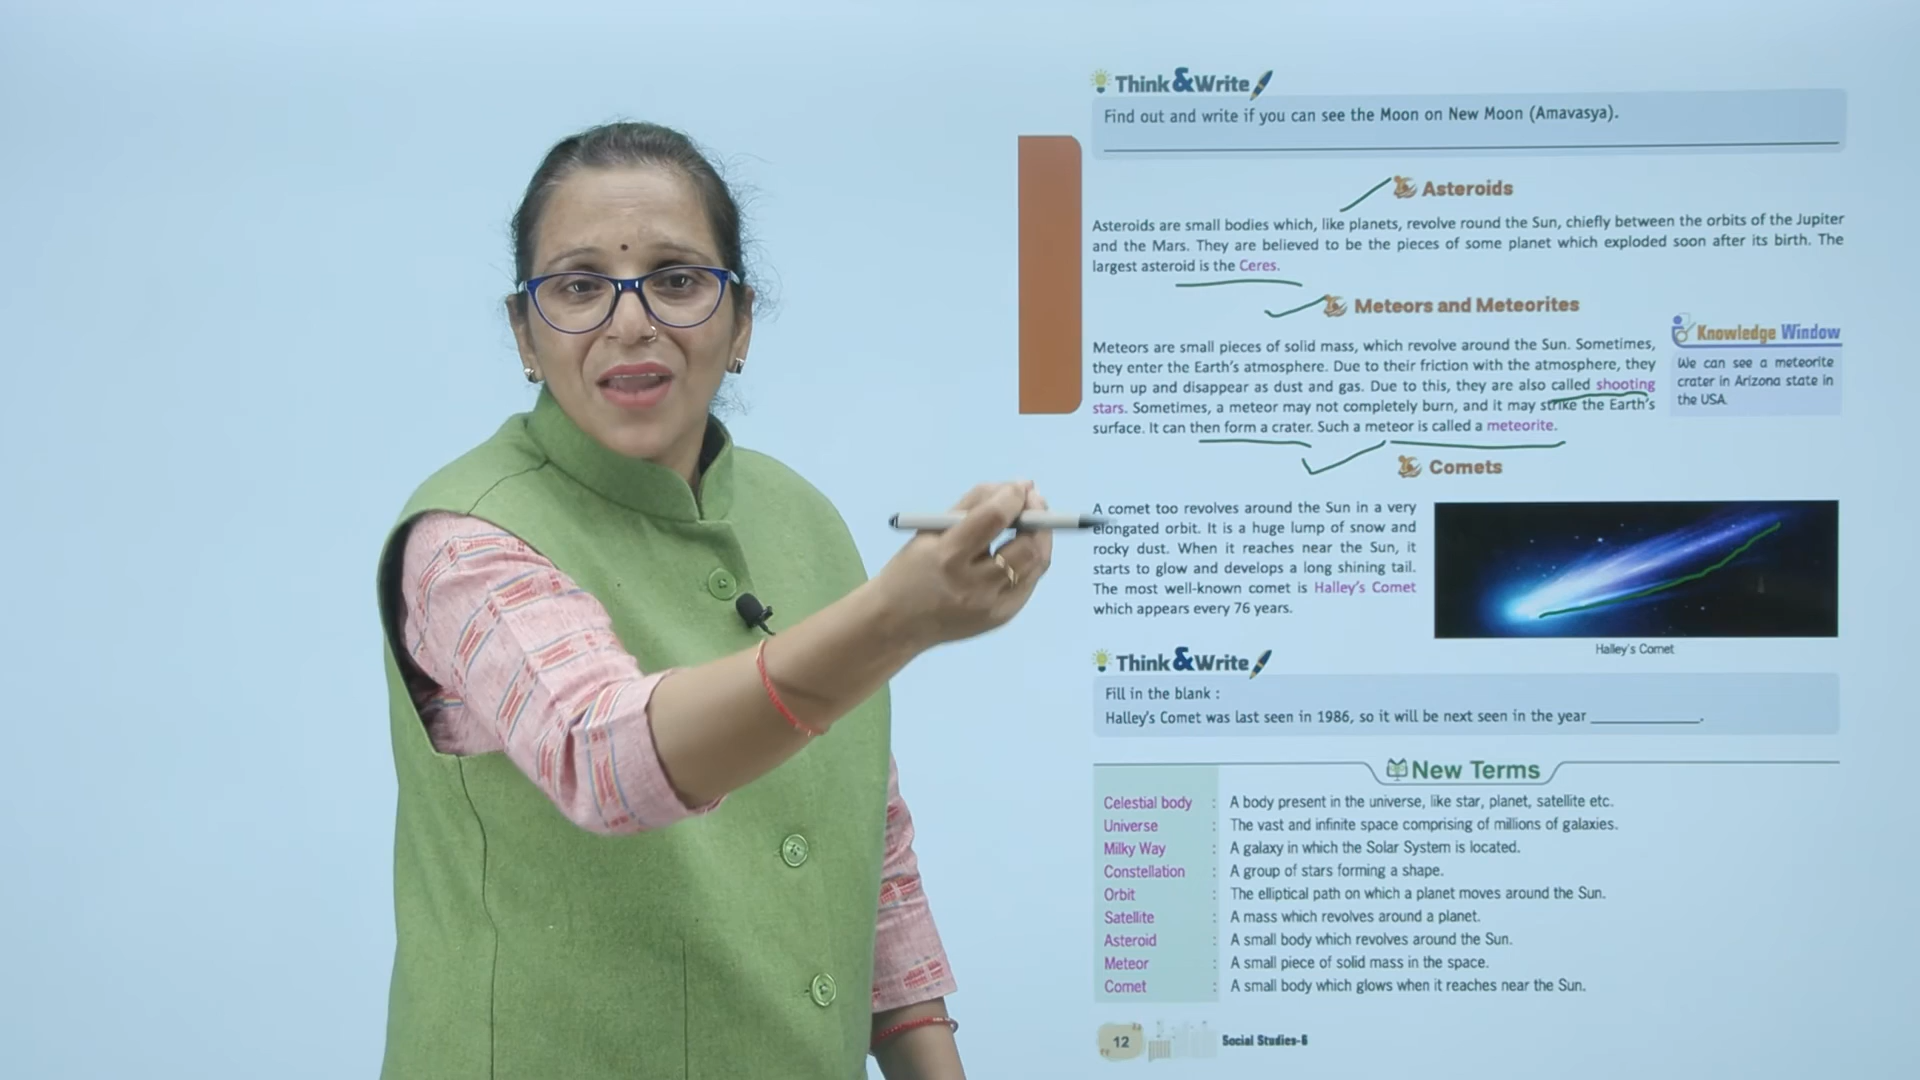 Think & Write
Find out and write if you can see the Moon on New Moon (Amavasya).
Asteroids
Asteroids are small bodies which, like planets, revolve round the Sun, chiefly between the orbits of the Jupiter
and the Mars. They are believed to be the pieces of some planet which exploded soon after its birth. The
largest asteroid is the Ceres.
Meteors and Meteorites
Meteors are small pieces of solid mass, which revolve around the Sun. Sometimes,
they enter the Earth's atmosphere. Due to their friction with the atmosphere, they
burn up and disappear as dust and gas. Due to this, they are also called shooting
stars. Sometimes, a meteor may not completely burn, and it may strike the Earth's
surface. It can then form a crater. Such a meteor is called a meteorite.
Knowledge Window
We can see a meteorite
crater in Arizona state in
the USA.
Comets
A comet too revolves around the Sun in a very
elongated orbit. It is a huge lump of snow and
rocky dust. When it reaches near the Sun, it
starts to glow and develops a long shining tail.
The most well-known comet is Halley's Comet
which appears every 76 years.
Halley's Comet
Think & Write
Fill in the blank :
Halley's Comet was last seen in 1986, so it will be next seen in the year ____________.
New Terms
Celestial body : A body present in the universe, like star, planet, satellite etc.
Universe : The vast and infinite space comprising of millions of galaxies.
Milky Way : A galaxy in which the Solar System is located.
Constellation : A group of stars forming a shape.
Orbit : The elliptical path on which a planet moves around the Sun.
Satellite : A mass which revolves around a planet.
Asteroid : A small body which revolves around the Sun.
Meteor : A small piece of solid mass in the space.
Comet : A small body which glows when it reaches near the Sun.
12
Social Studies-6